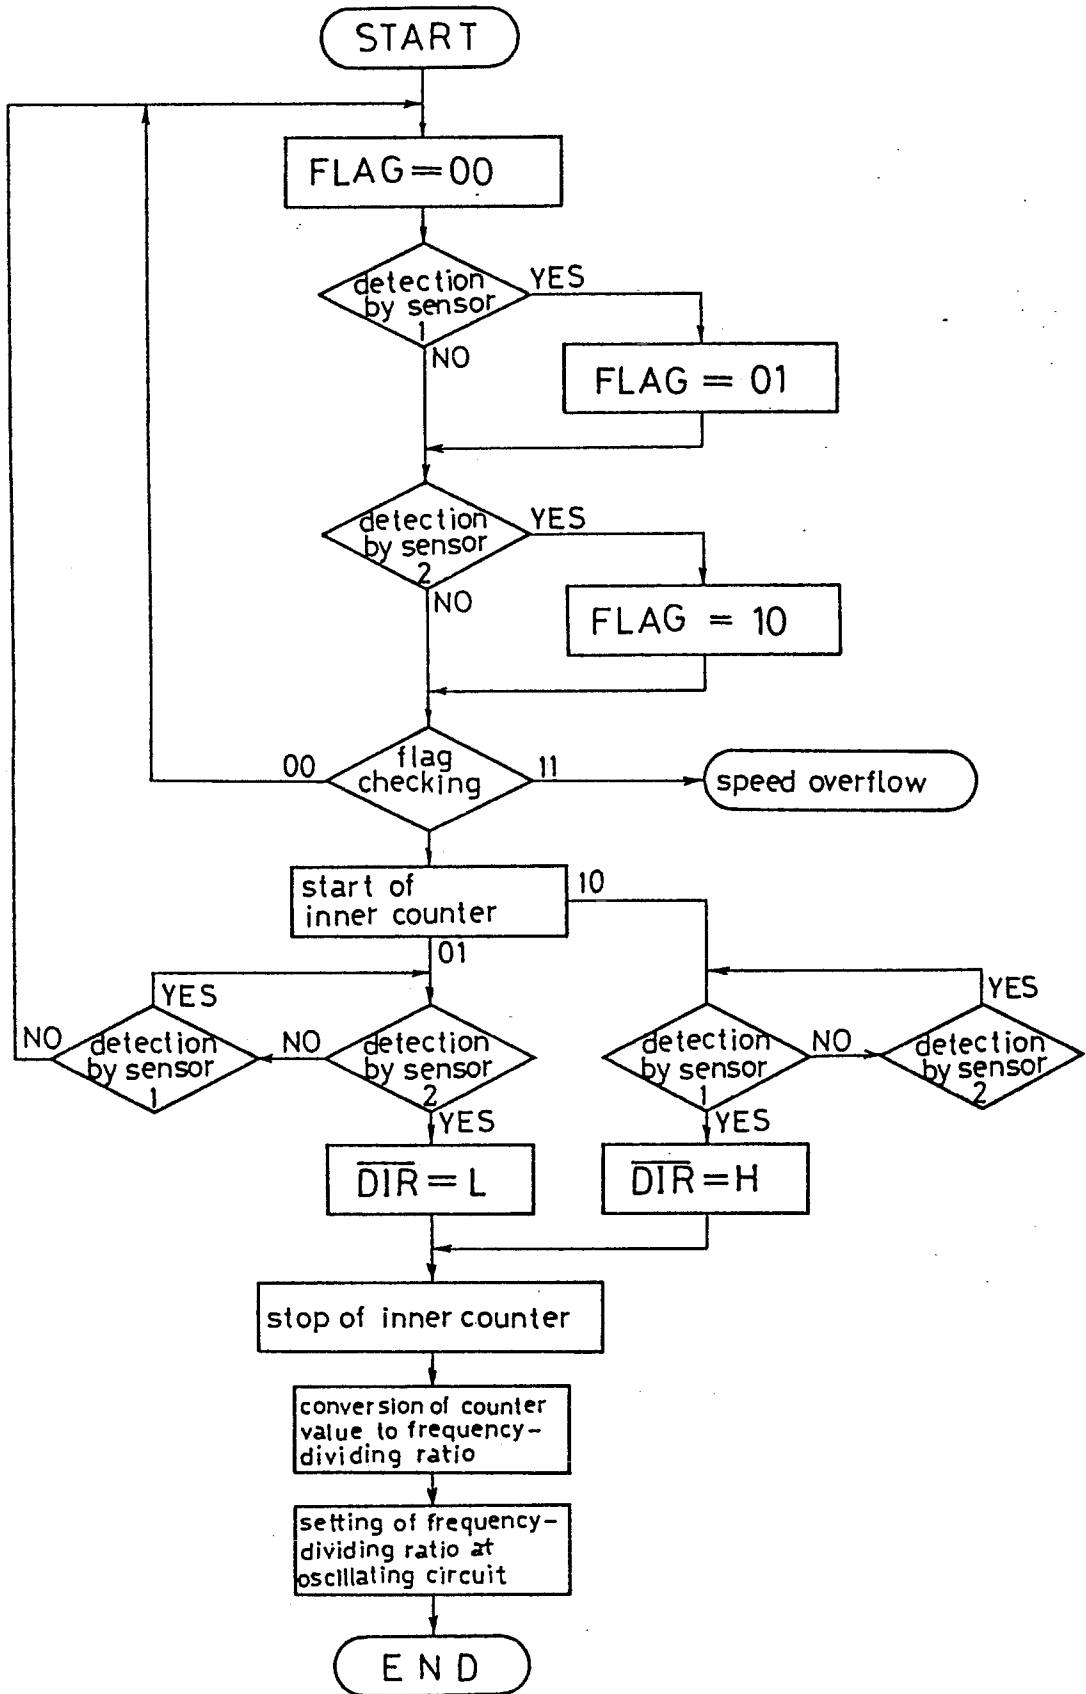 START
FLAG=00
detection
by sensor
1
YES
NO
FLAG = 01
detection
by sensor
2
YES
NO
FLAG = 10
flag
checking
00
11
speed overflow
start of
inner counter
10
01
YES
NO
detection
by sensor
1
NO
detection
by sensor
2
YES
detection
by sensor
1
NO
YES
detection
by sensor
2
YES
D̅I̅R̅=L
D̅I̅R̅=H
stop of inner counter
conversion of counter
value to frequency-
dividing ratio
setting of frequency-
dividing ratio at
oscillating circuit
END